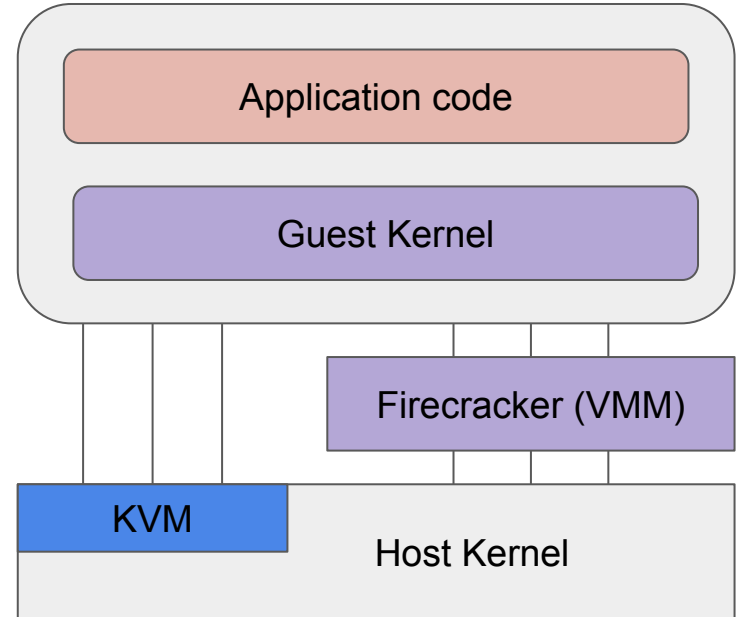 Application code
Guest Kernel
Firecracker (VMM)
KVM
Host Kernel